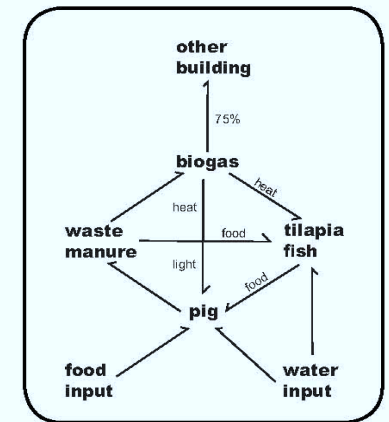 other
building
75%
biogas
heat
heat
waste
manure
food
tilapia
fish
light
food
pig
food
input
water
input